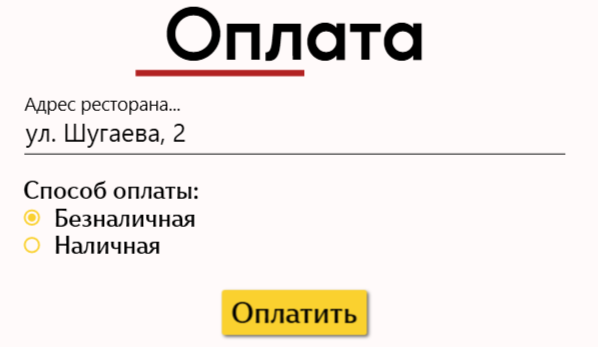 Оплата
Адрес ресторана...
ул. Шугаева, 2
Способ оплаты:
Безналичная
Наличная
Оплатить